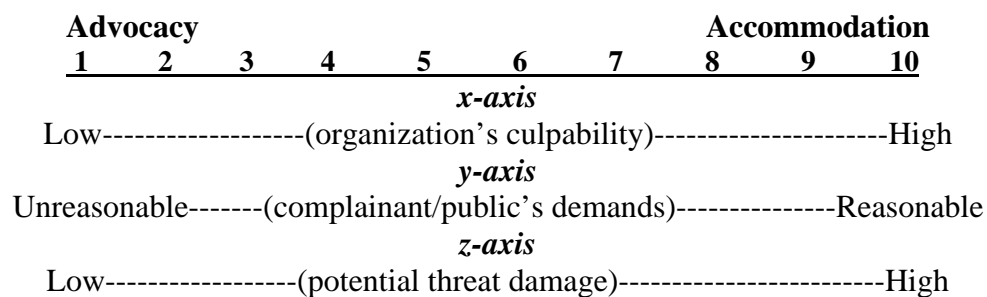 Advocacy Accommodation
1 2 3 4 5 6 7 8 9 10
x-axis
Low-------------------(organization’s culpability)----------------------High
y-axis
Unreasonable-------(complainant/public’s demands)---------------Reasonable
z-axis
Low------------------(potential threat damage)-------------------------High